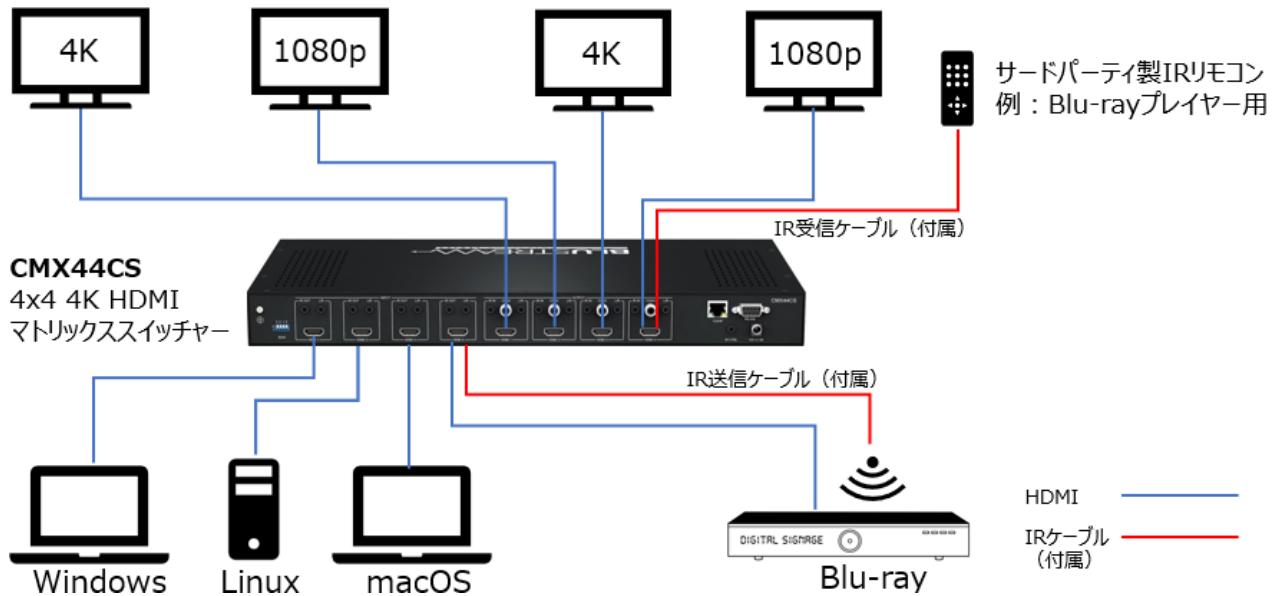 4K
1080p
4K
1080p
サードパーティ製IRリモコン
例：Blu-rayプレイヤー用
IR受信ケーブル（付属）
CMX44CS
4x4 4K HDMI
マトリックススイッチャー
BLUSTREAM
CMX44CS
IR送信ケーブル（付属）
DIGITAL SIGNAGE
Windows
Linux
macOS
Blu-ray
HDMI
IRケーブル
（付属）